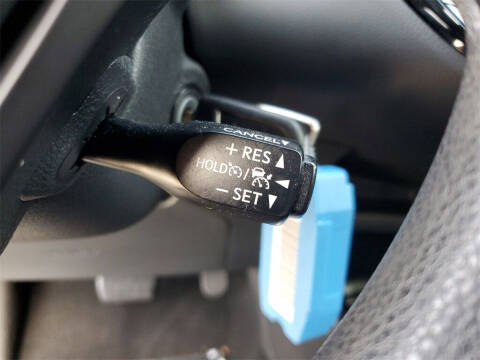 CANCEL
+ RES ▲
HOLD /
− SET ▼